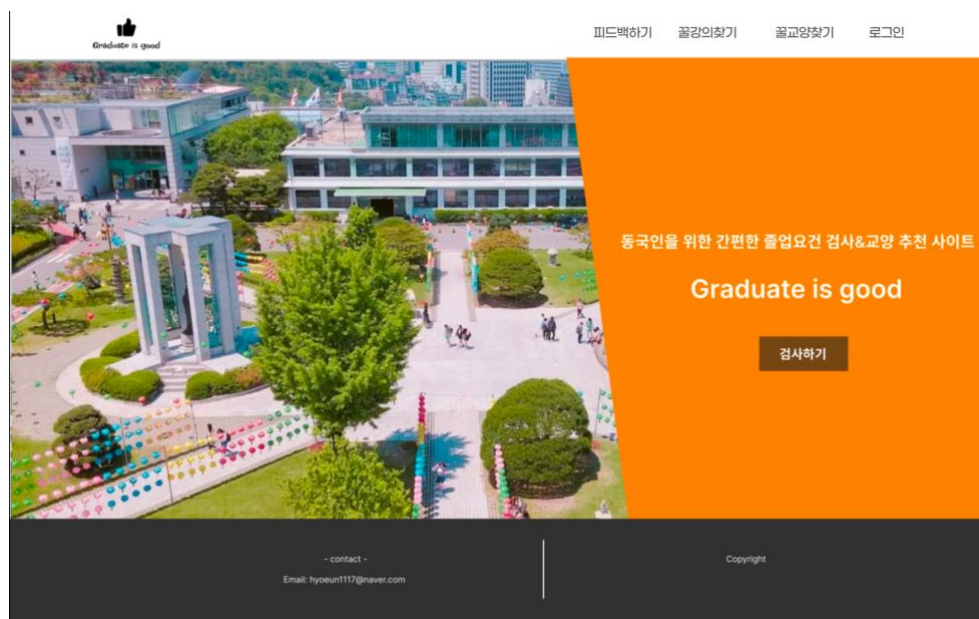 Graduate is good
피드백하기 꿀강의찾기 꿀교양찾기 로그인
동국인을 위한 간편한 졸업요건 검사&교양 추천 사이트
Graduate is good
검사하기
- contact -
Email: hyoeun1117@naver.com
Copyright